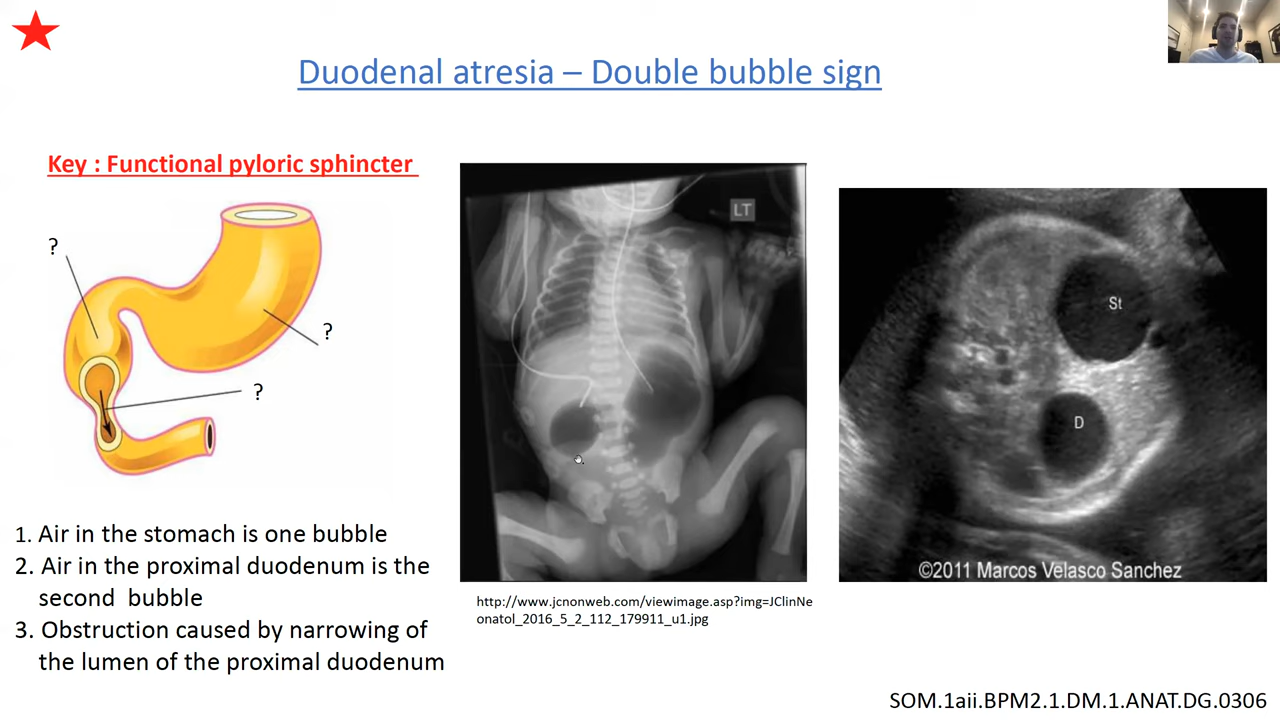 Duodenal atresia – Double bubble sign
Key : Functional pyloric sphincter
?
?
?
1. Air in the stomach is one bubble
2. Air in the proximal duodenum is the
second bubble
3. Obstruction caused by narrowing of
the lumen of the proximal duodenum
LT
http://www.jcnonweb.com/viewimage.asp?img=JClinNe
onatol_2016_5_2_112_179911_u1.jpg
St
D
©2011 Marcos Velasco Sanchez
SOM.1aii.BPM2.1.DM.1.ANAT.DG.0306